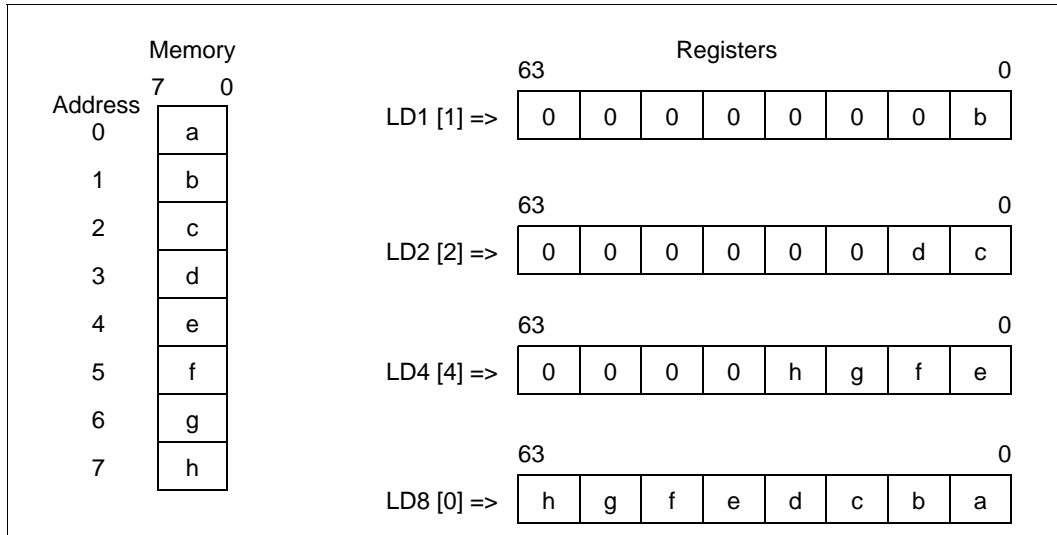 Memory
7 0
Address
0 a
1 b
2 c
3 d
4 e
5 f
6 g
7 h
Registers
63 0
LD1 [1] => 0 0 0 0 0 0 0 b
63 0
LD2 [2] => 0 0 0 0 0 0 d c
63 0
LD4 [4] => 0 0 0 0 h g f e
63 0
LD8 [0] => h g f e d c b a